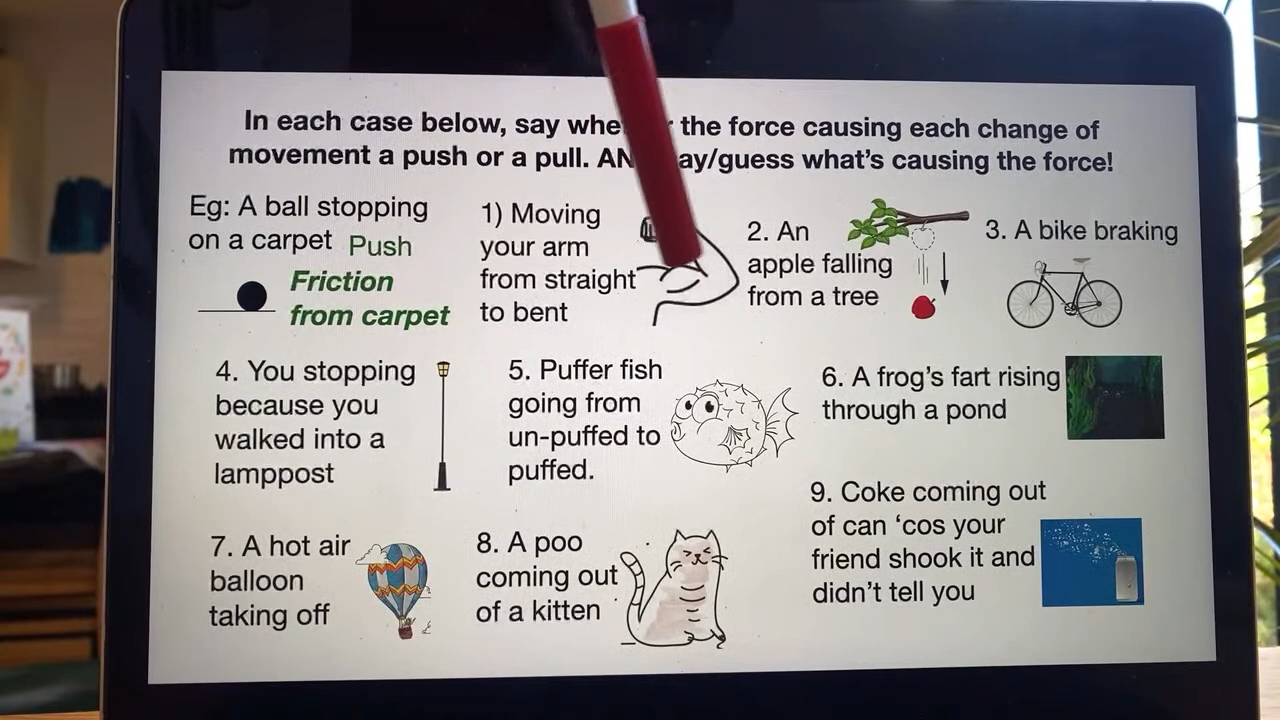 In each case below, say whe r the force causing each change of
movement a push or a pull. AN ay/guess what's causing the force!
Eg: A ball stopping
on a carpet Push
Friction
from carpet
1) Moving
your arm
from straight
to bent
2. An
apple falling
from a tree
3. A bike braking
4. You stopping
because you
walked into a
lamppost
5. Puffer fish
going from
un-puffed to
puffed.
6. A frog's fart rising
through a pond
7. A hot air
balloon
taking off
8. A poo
coming out
of a kitten
9. Coke coming out
of can ‘cos your
friend shook it and
didn't tell you